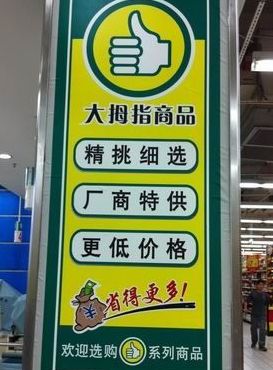 大拇指商品
精挑细选
厂商特供
更低价格
省得更多!
¥
欢迎选购 系列商品